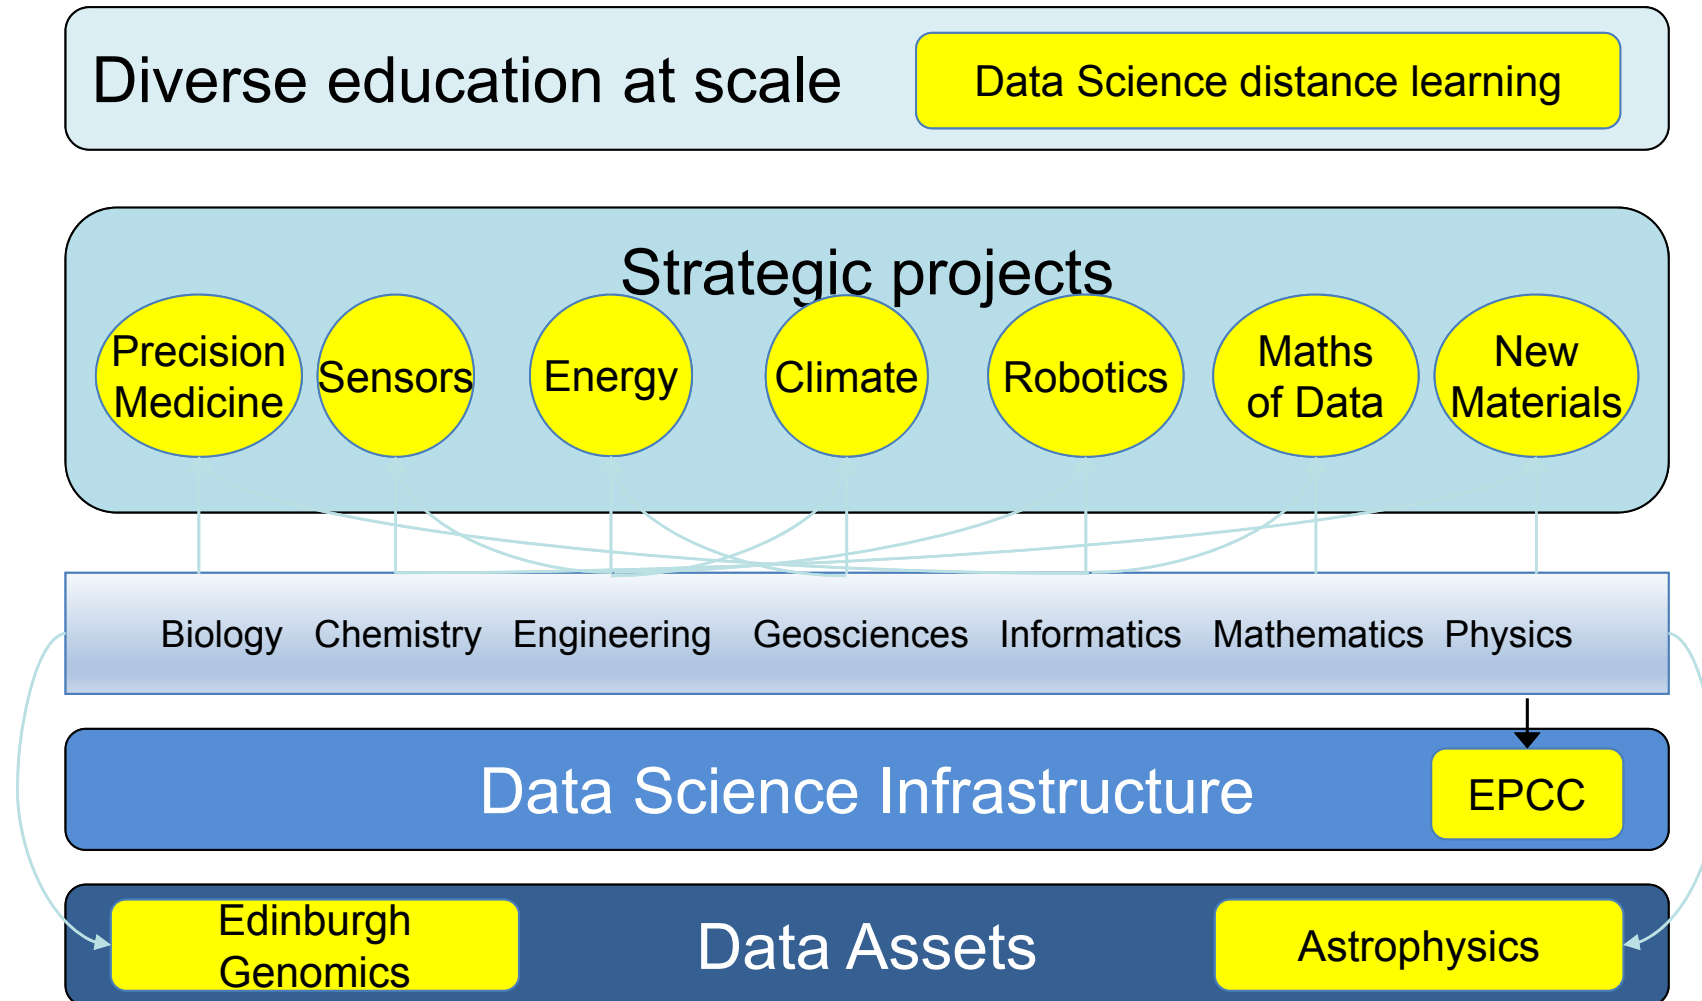 Diverse education at scale
Data Science distance learning
Strategic projects
Precision
Medicine
Sensors
Energy
Climate
Robotics
Maths
of Data
New
Materials
Biology
Chemistry
Engineering
Geosciences
Informatics
Mathematics
Physics
Data Science Infrastructure
EPCC
Edinburgh
Genomics
Data Assets
Astrophysics